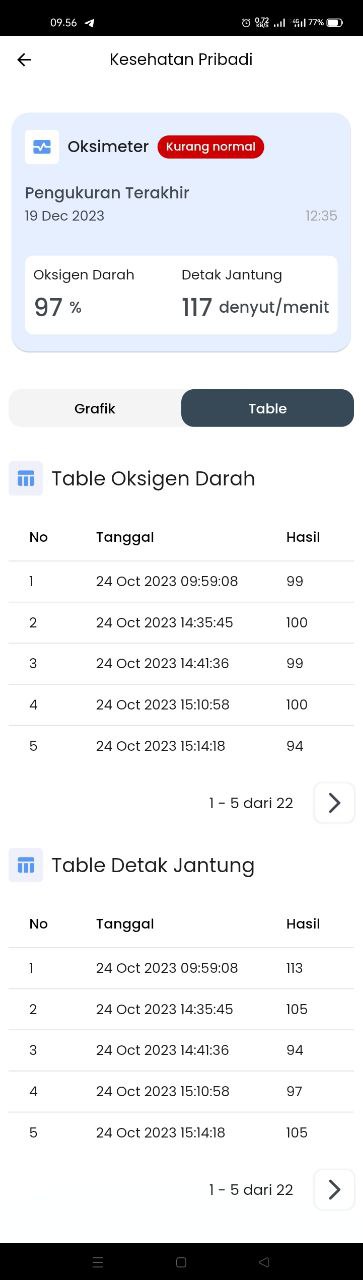 09.56 0,72 KB/S 4G 77%
Kesehatan Pribadi
Oksimeter Kurang normal
Pengukuran Terakhir
19 Dec 2023 12:35
Oksigen Darah Detak Jantung
97 % 117 denyut/menit
Grafik Table
Table Oksigen Darah
No Tanggal Hasil
1 24 Oct 2023 09:59:08 99
2 24 Oct 2023 14:35:45 100
3 24 Oct 2023 14:41:36 99
4 24 Oct 2023 15:10:58 100
5 24 Oct 2023 15:14:18 94
1 - 5 dari 22
Table Detak Jantung
No Tanggal Hasil
1 24 Oct 2023 09:59:08 113
2 24 Oct 2023 14:35:45 105
3 24 Oct 2023 14:41:36 94
4 24 Oct 2023 15:10:58 97
5 24 Oct 2023 15:14:18 105
1 - 5 dari 22